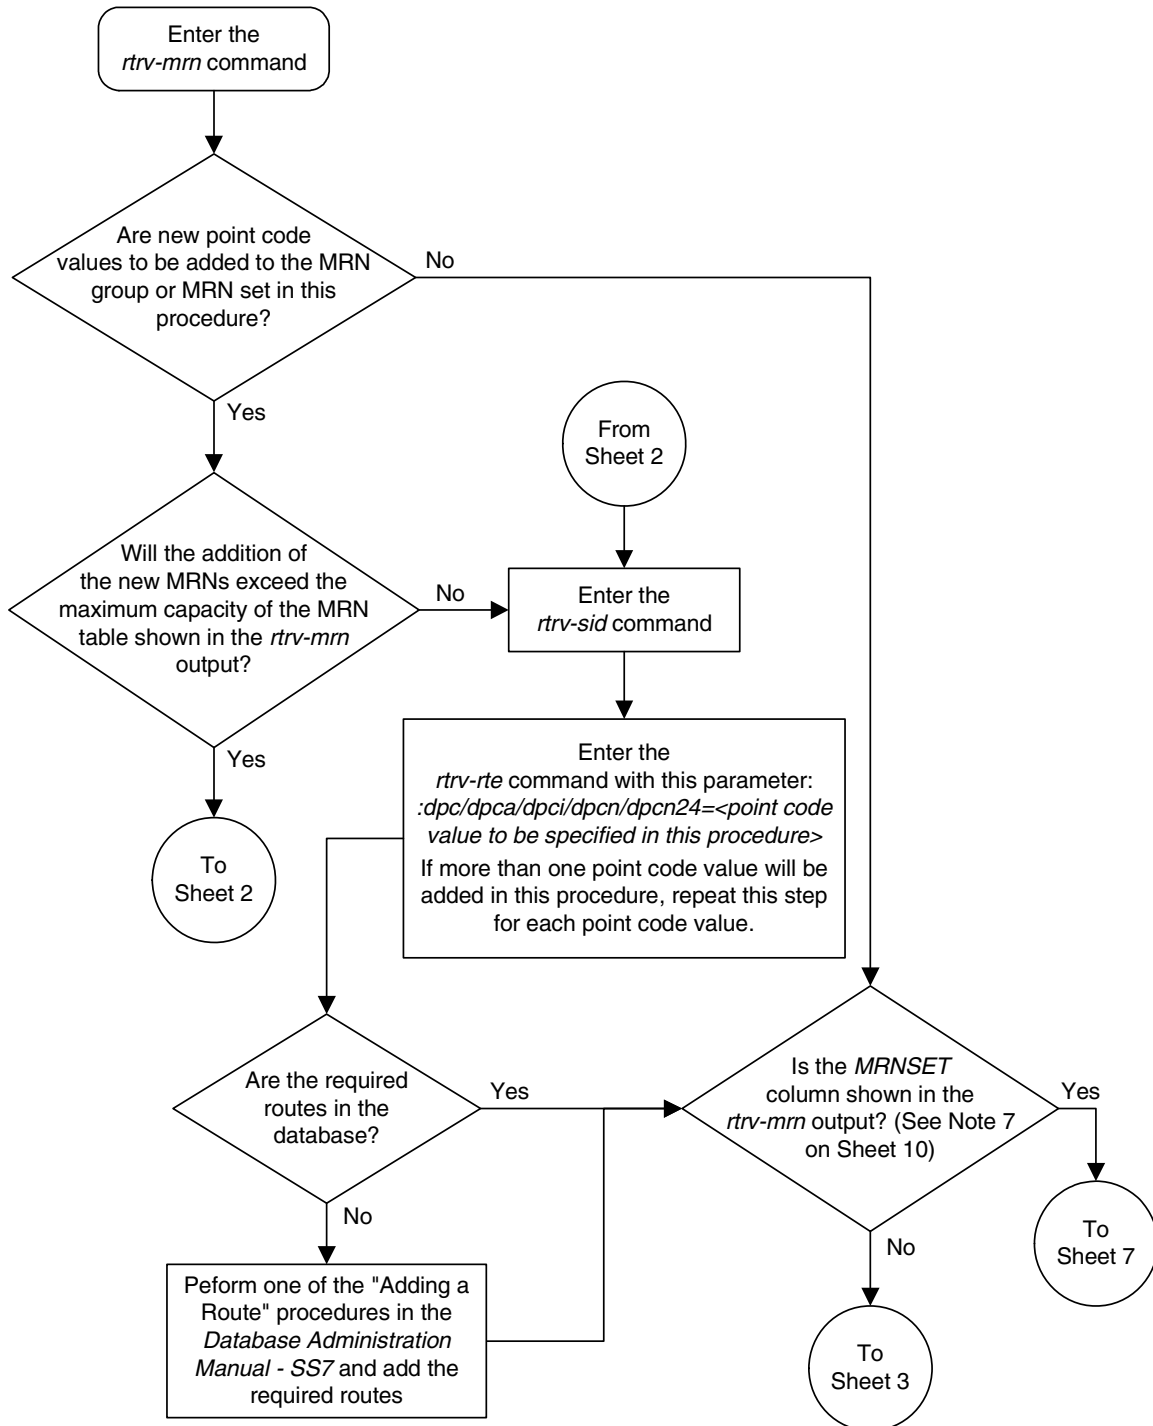 Enter the
rtrv-mrn command
Are new point code
values to be added to the MRN
group or MRN set in this
procedure?
No
Yes
From
Sheet 2
Will the addition of
the new MRNs exceed the
maximum capacity of the MRN
table shown in the rtrv-mrn
output?
No
Enter the
rtrv-sid command
Yes
To
Sheet 2
Enter the
rtrv-rte command with this parameter:
:dpc/dpca/dpci/dpcn/dpcn24=<point code
value to be specified in this procedure>
If more than one point code value will be
added in this procedure, repeat this step
for each point code value.
Are the required
routes in the
database?
Yes
No
Is the MRNSET
column shown in the
rtrv-mrn output? (See Note 7
on Sheet 10)
Yes
To
Sheet 7
No
To
Sheet 3
Peform one of the "Adding a
Route" procedures in the
Database Administration
Manual - SS7 and add the
required routes